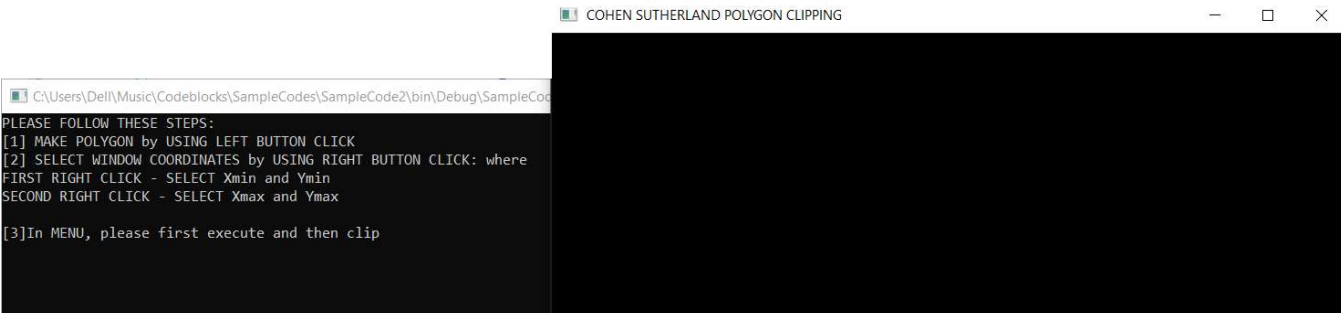 COHEN SUTHERLAND POLYGON CLIPPING
C:\Users\Dell\Music\Codeblocks\SampleCodes\SampleCode2\bin\Debug\SampleCoc
PLEASE FOLLOW THESE STEPS:
[1] MAKE POLYGON by USING LEFT BUTTON CLICK
[2] SELECT WINDOW COORDINATES by USING RIGHT BUTTON CLICK: where
FIRST RIGHT CLICK - SELECT Xmin and Ymin
SECOND RIGHT CLICK - SELECT Xmax and Ymax
[3]In MENU, please first execute and then clip